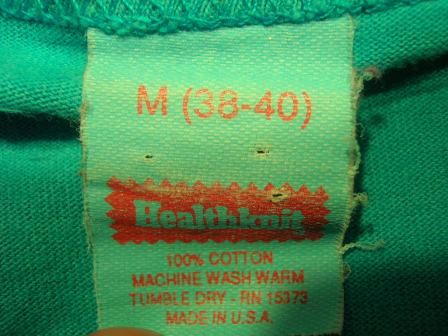 M (38-40)
Healthknit
100% COTTON
MACHINE WASH WARM
TUMBLE DRY - RN 15373
MADE IN U.S.A.